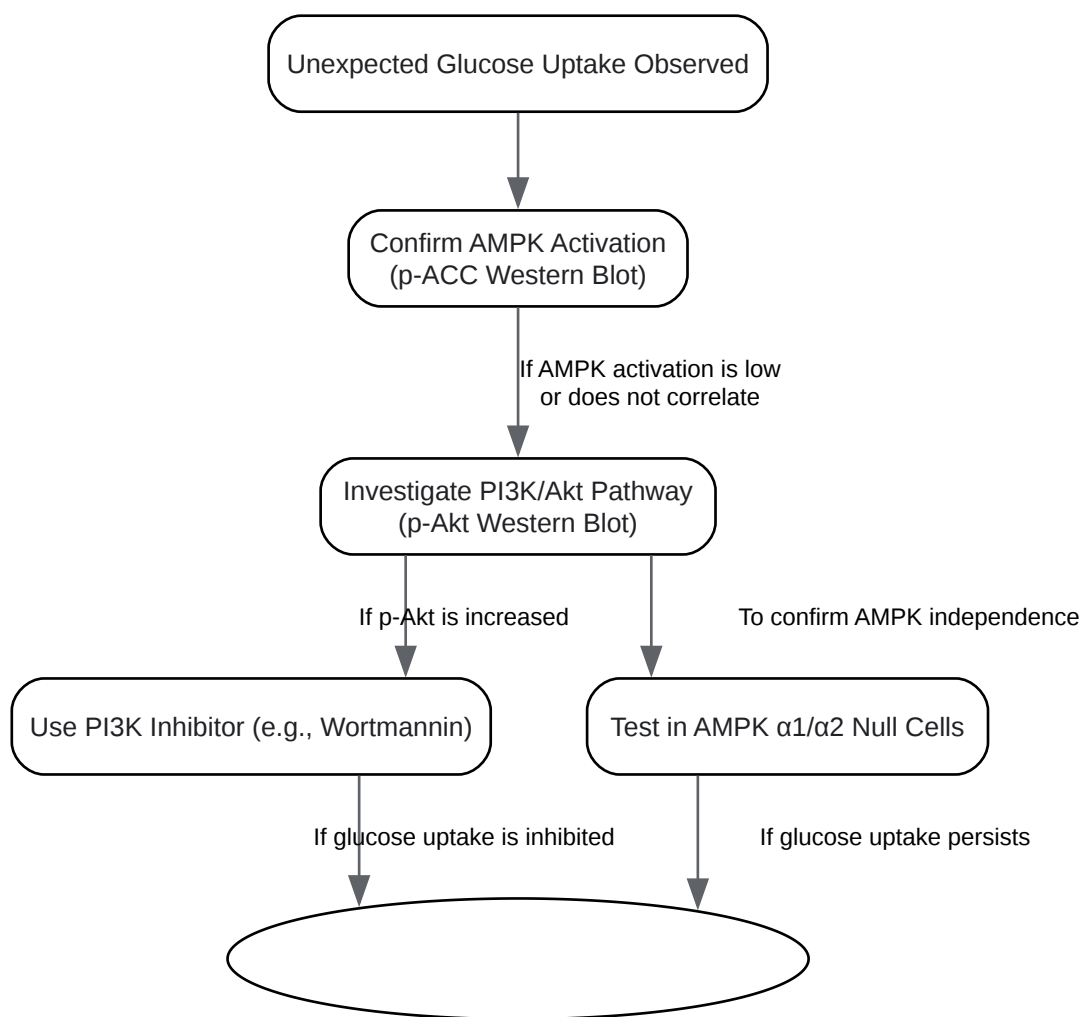 Unexpected Glucose Uptake Observed
Confirm AMPK Activation
(p-ACC Western Blot)
If AMPK activation is low
or does not correlate
Investigate PI3K/Akt Pathway
(p-Akt Western Blot)
If p-Akt is increased
To confirm AMPK independence
Use PI3K Inhibitor (e.g., Wortmannin)
Test in AMPK α1/α2 Null Cells
If glucose uptake is inhibited
If glucose uptake persists